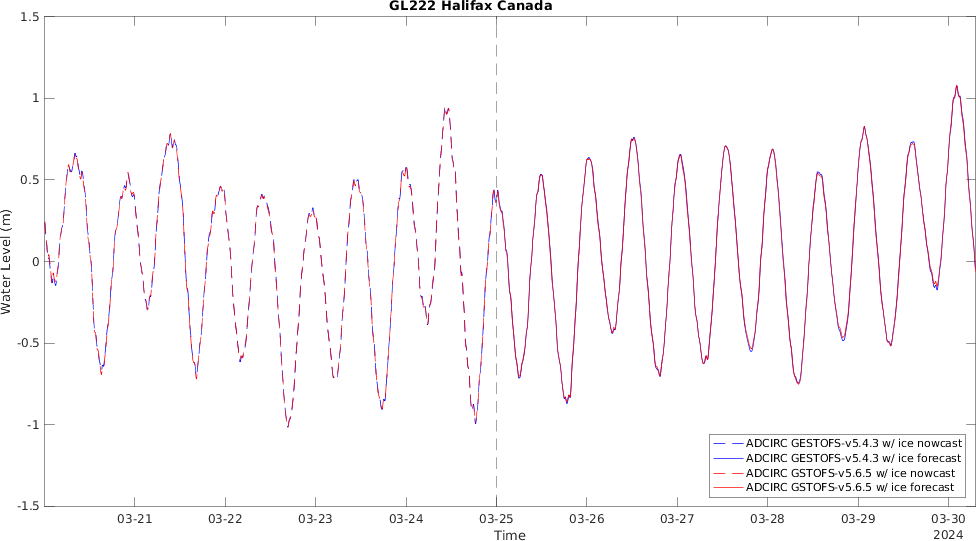 GL222 Halifax Canada
1.5
1
0.5
0
-0.5
-1
-1.5
Water Level (m)
ADCIRC GESTOFS-v5.4.3 w/ ice nowcast
ADCIRC GESTOFS-v5.4.3 w/ ice forecast
ADCIRC GSTOFS-v5.6.5 w/ ice nowcast
ADCIRC GSTOFS-v5.6.5 w/ ice forecast
03-21 03-22 03-23 03-24 03-25 03-26 03-27 03-28 03-29 03-30
Time 2024